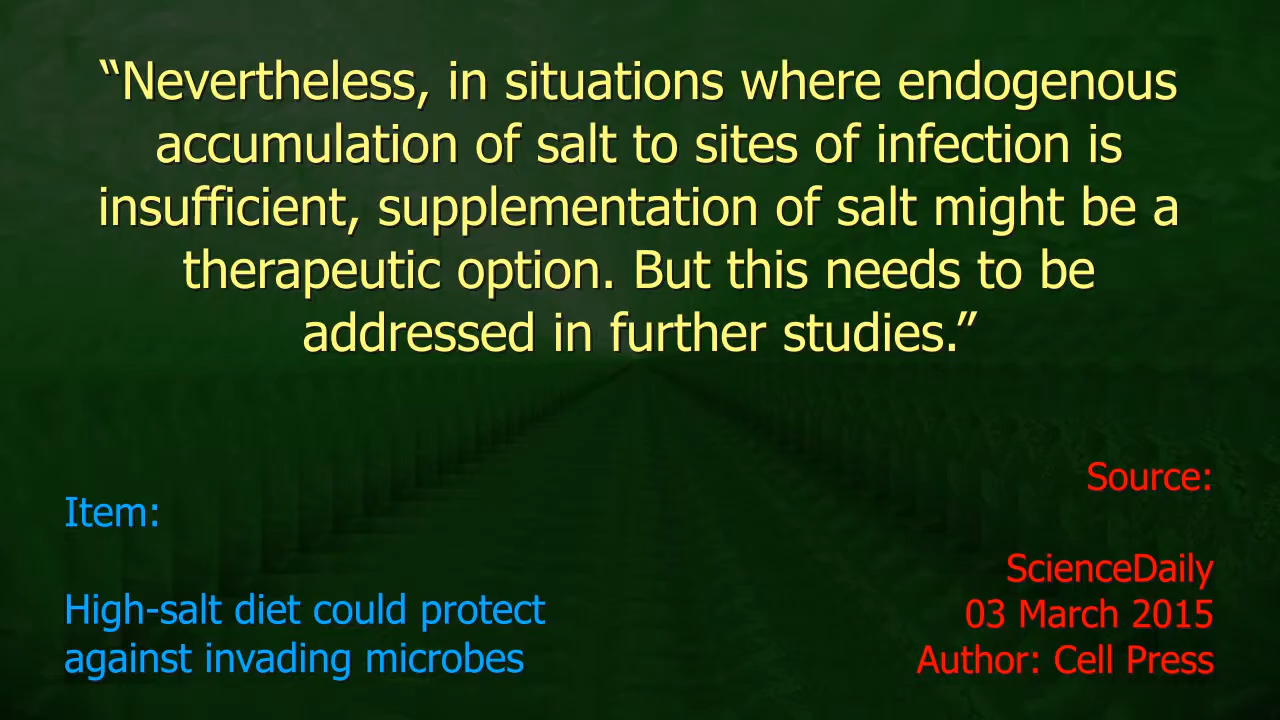 “Nevertheless, in situations where endogenous
accumulation of salt to sites of infection is
insufficient, supplementation of salt might be a
therapeutic option. But this needs to be
addressed in further studies.”
Item:
High-salt diet could protect
against invading microbes
Source:
ScienceDaily
03 March 2015
Author: Cell Press